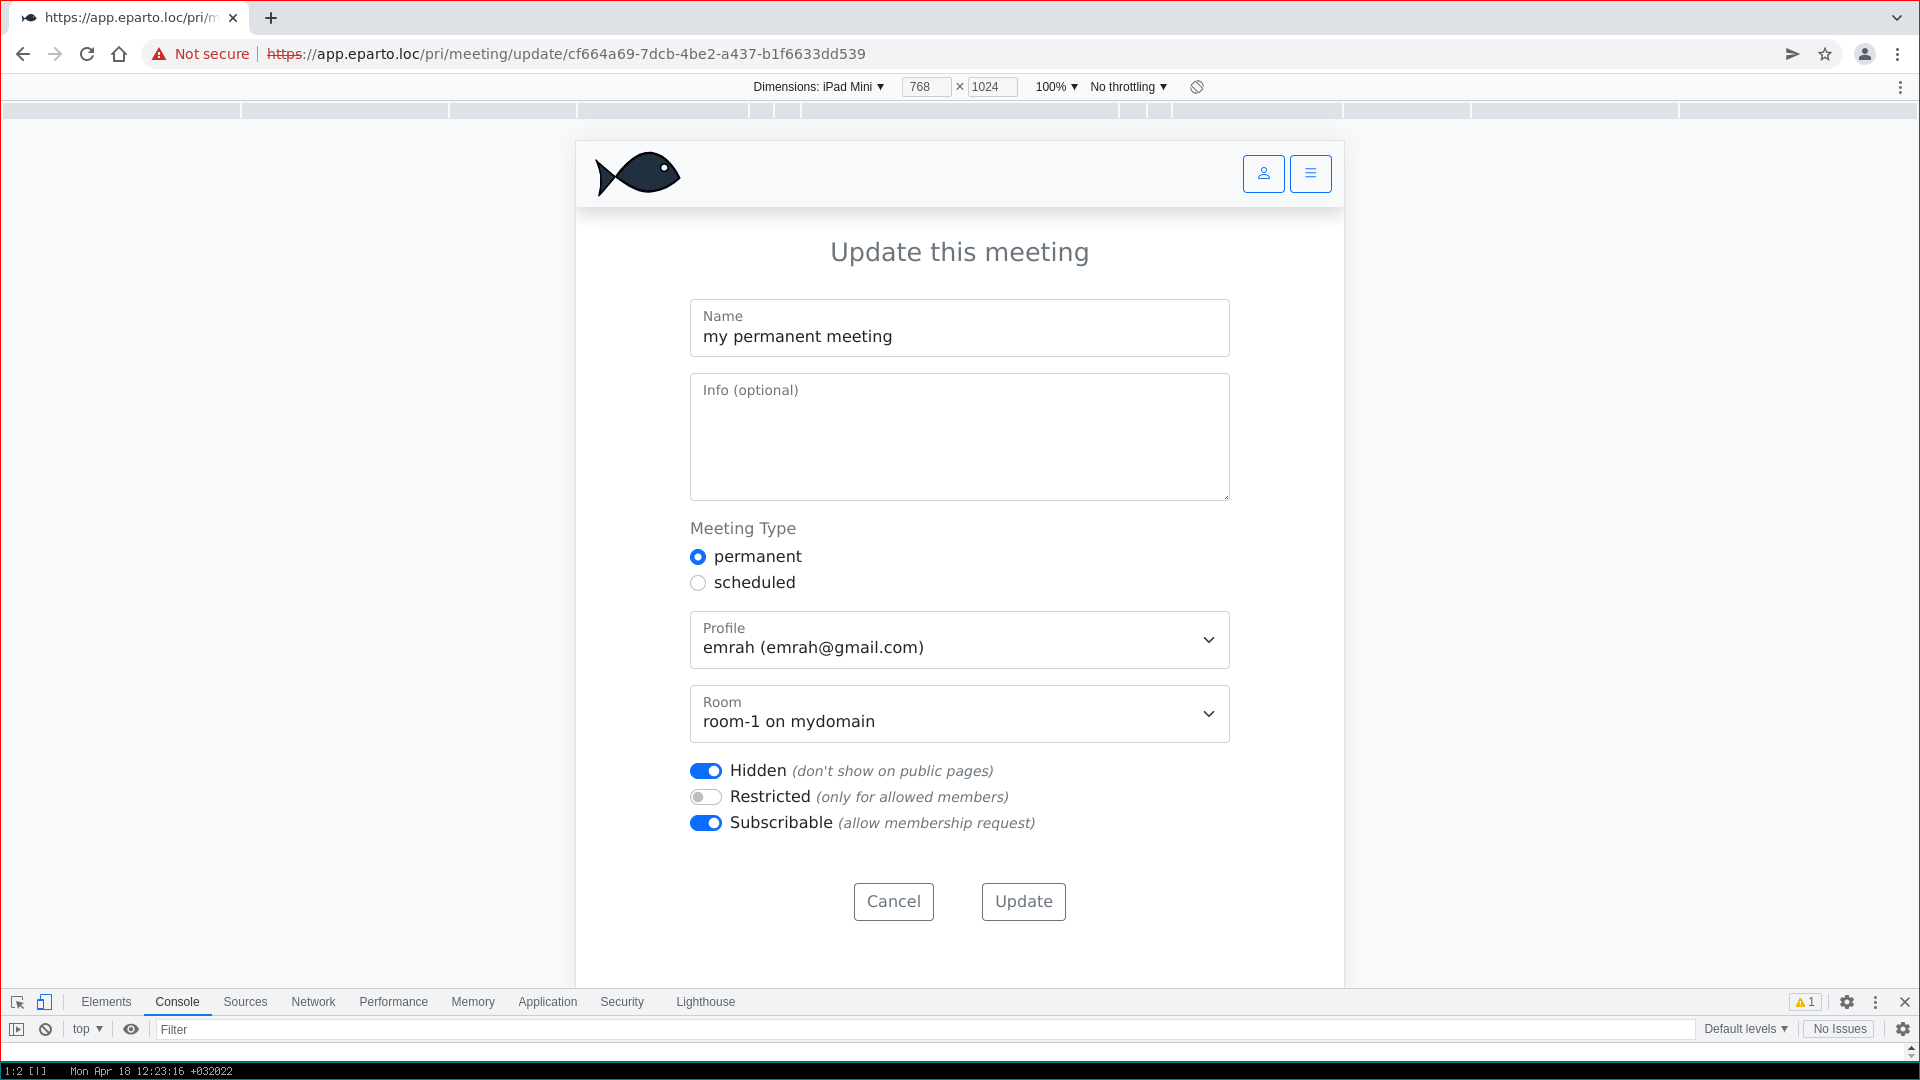 https://app.eparto.loc/pri/m
Not secure https://app.eparto.loc/pri/meeting/update/cf664a69-7dcb-4be2-a437-b1f6633dd539
Dimensions: iPad Mini ▼ 768 × 1024 100% ▼ No throttling ▼
Update this meeting
Name
my permanent meeting
Info (optional)
Meeting Type
permanent
scheduled
Profile
emrah (emrah@gmail.com)
Room
room-1 on mydomain
Hidden (don't show on public pages)
Restricted (only for allowed members)
Subscribable (allow membership request)
Cancel Update
Elements Console Sources Network Performance Memory Application Security Lighthouse 1
top ▼ Filter Default levels ▼ No Issues
1:2 [|] Mon Apr 18 12:23:16 +032022